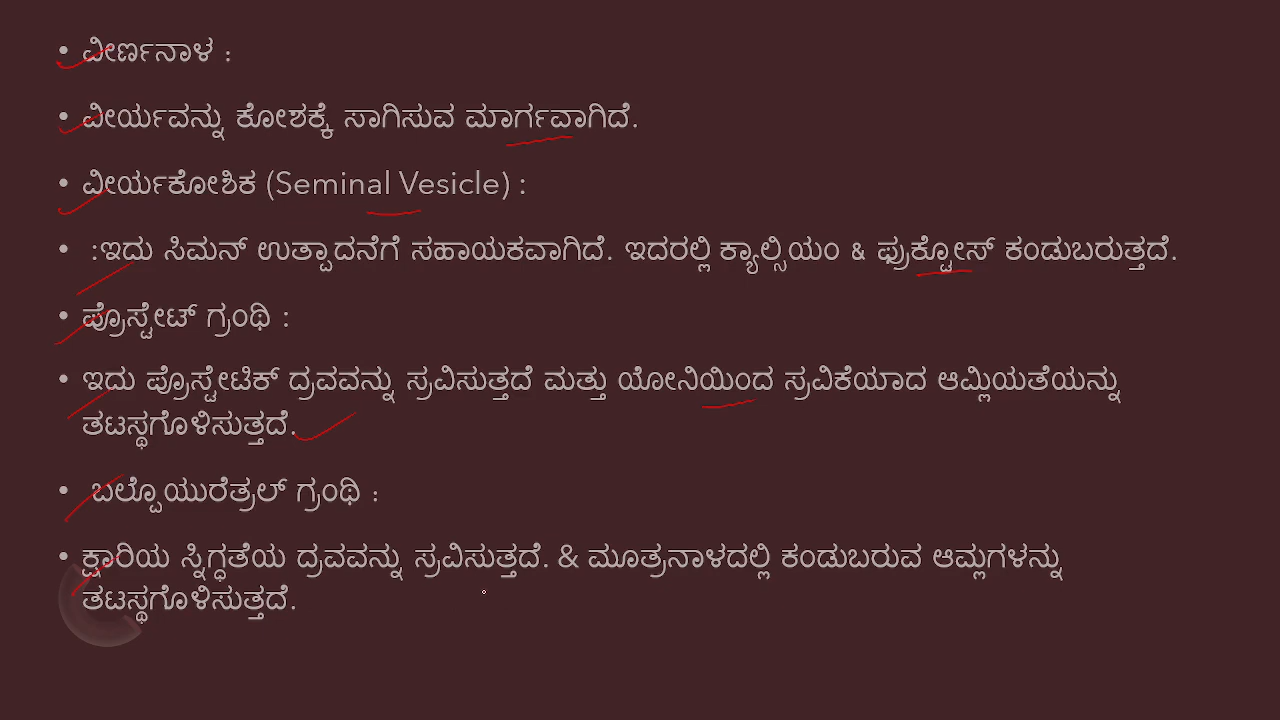 • ವೀರ್ಣನಾಳ :
• ವೀರ್ಯವನ್ನು ಕೋಶಕ್ಕೆ ಸಾಗಿಸುವ ಮಾರ್ಗವಾಗಿದೆ.
• ವೀರ್ಯಕೋಶಿಕ (Seminal Vesicle) :
• :ಇದು ಸಿಮನ್ ಉತ್ಪಾದನೆಗೆ ಸಹಾಯಕವಾಗಿದೆ. ಇದರಲ್ಲಿ ಕ್ಯಾಲ್ಸಿಯಂ & ಫ್ರುಕ್ಟೋಸ್ ಕಂಡುಬರುತ್ತದೆ.
• ಪ್ರೊಸ್ಟೇಟ್ ಗ್ರಂಥಿ :
• ಇದು ಪ್ರೊಸ್ಟೇಟಿಕ್ ದ್ರವವನ್ನು ಸ್ರವಿಸುತ್ತದೆ ಮತ್ತು ಯೋನಿಯಿಂದ ಸ್ರವಿಕೆಯಾದ ಆಮ್ಲಿಯತೆಯನ್ನು
ತಟಸ್ಥಗೊಳಿಸುತ್ತದೆ.
• ಬಲ್ಪೊಯುರೆತ್ರಲ್ ಗ್ರಂಥಿ :
• ಕ್ಷಾರಿಯ ಸ್ನಿಗ್ಧತೆಯ ದ್ರವವನ್ನು ಸ್ರವಿಸುತ್ತದೆ. & ಮೂತ್ರನಾಳದಲ್ಲಿ ಕಂಡುಬರುವ ಆಮ್ಲಗಳನ್ನು
ತಟಸ್ಥಗೊಳಿಸುತ್ತದೆ.